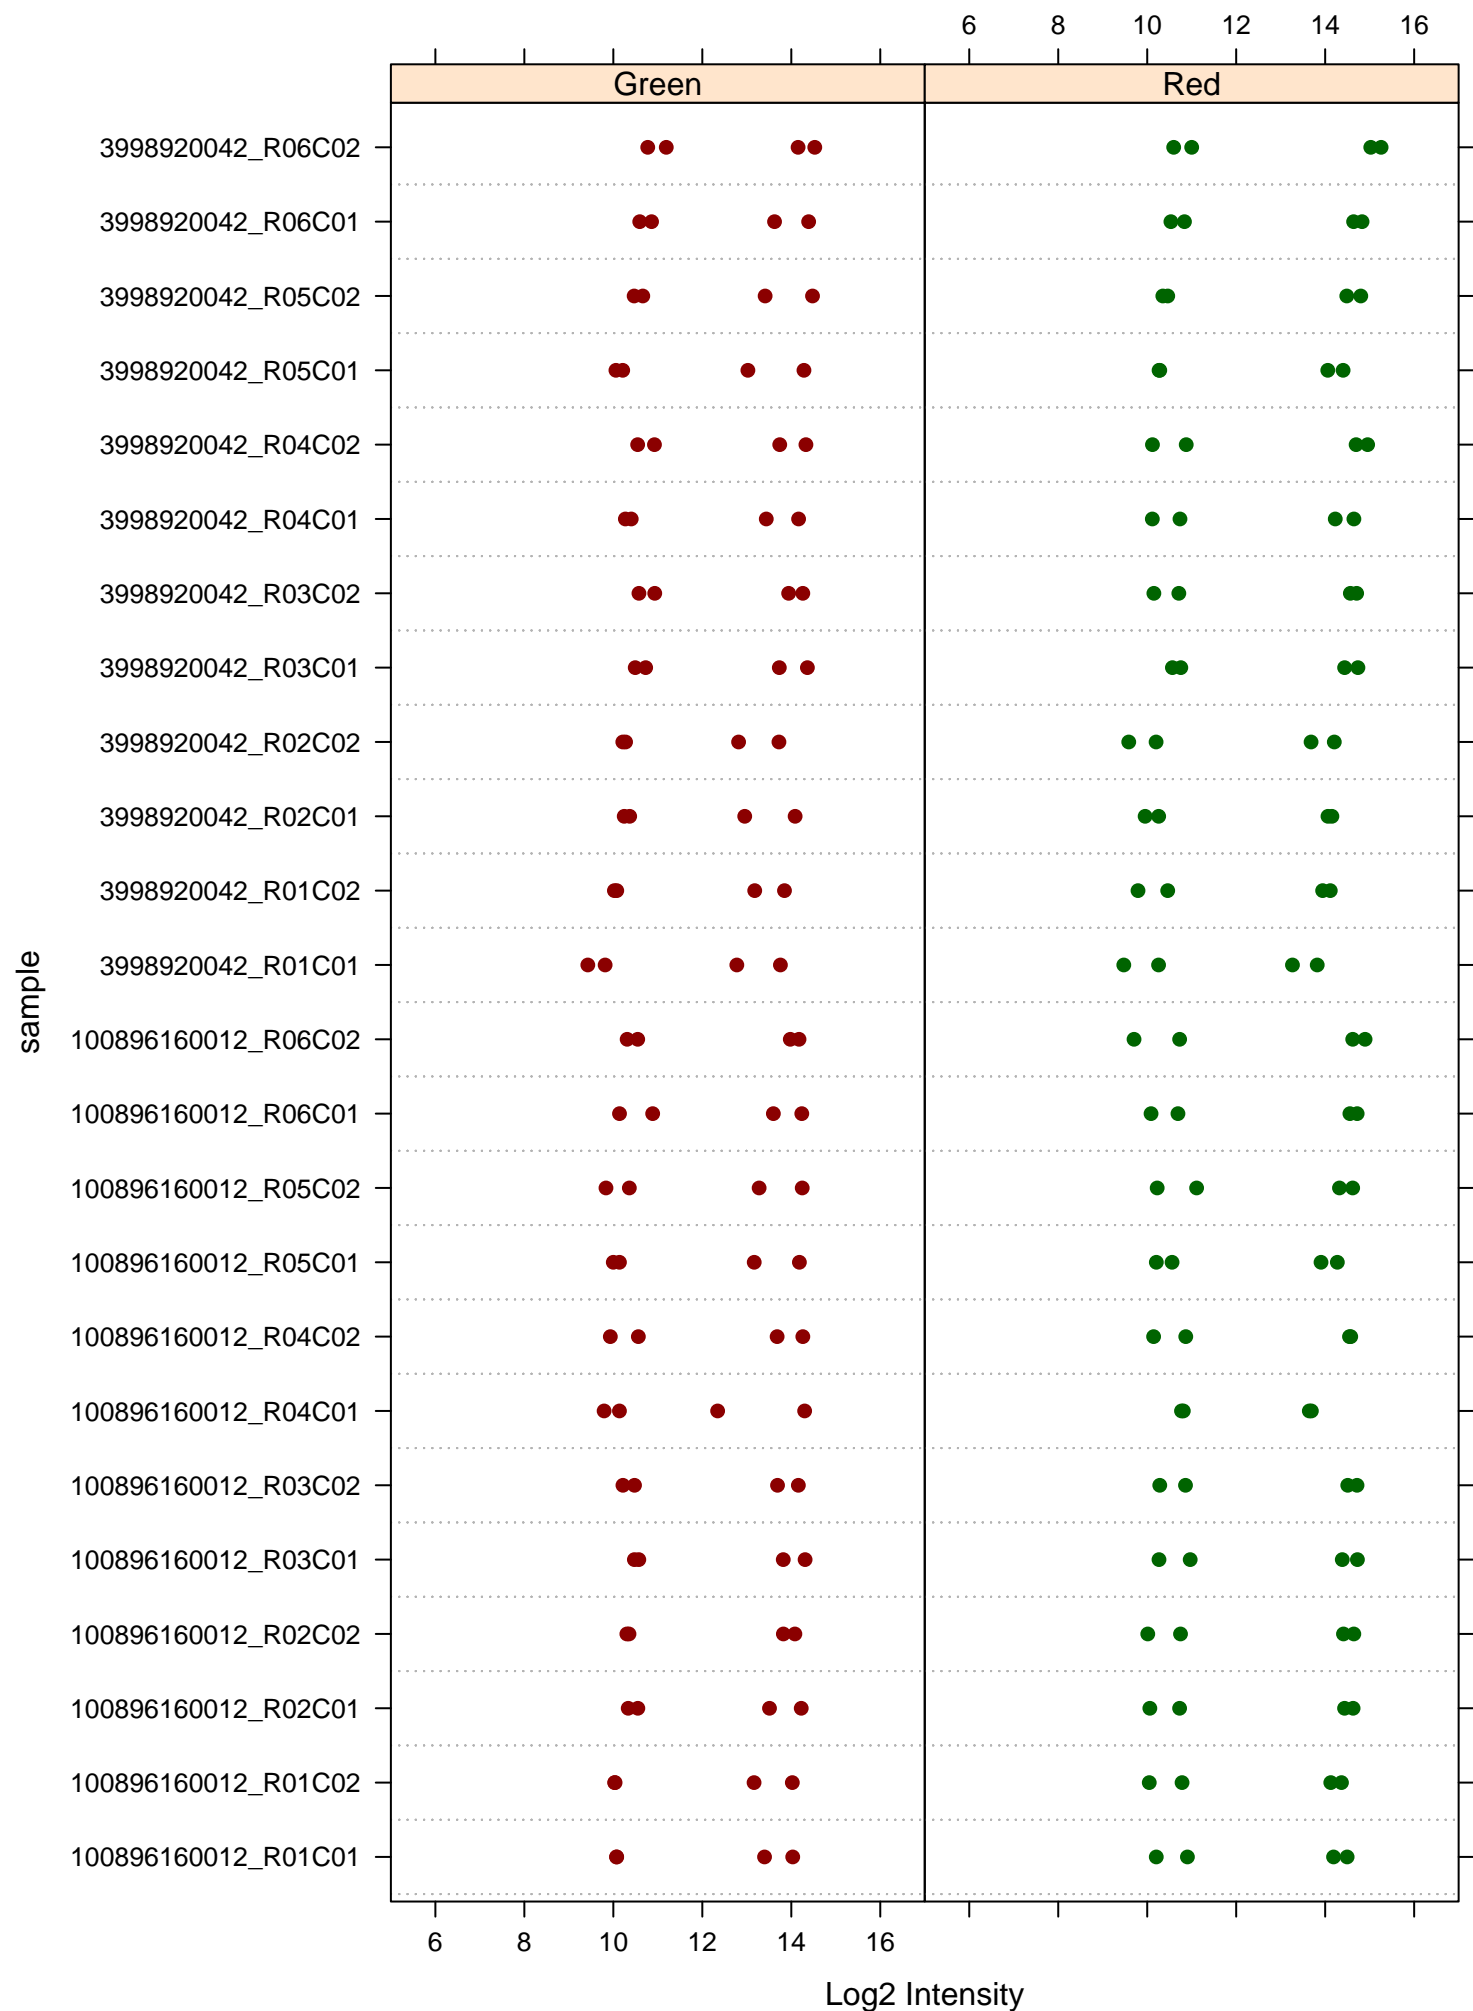 6 8 10 12 14 16
Green Red
3998920042_R06C02
3998920042_R06C01
3998920042_R05C02
3998920042_R05C01
3998920042_R04C02
3998920042_R04C01
3998920042_R03C02
3998920042_R03C01
3998920042_R02C02
3998920042_R02C01
3998920042_R01C02
3998920042_R01C01
sample
100896160012_R06C02
100896160012_R06C01
100896160012_R05C02
100896160012_R05C01
100896160012_R04C02
100896160012_R04C01
100896160012_R03C02
100896160012_R03C01
100896160012_R02C02
100896160012_R02C01
100896160012_R01C02
100896160012_R01C01
6 8 10 12 14 16
Log2 Intensity